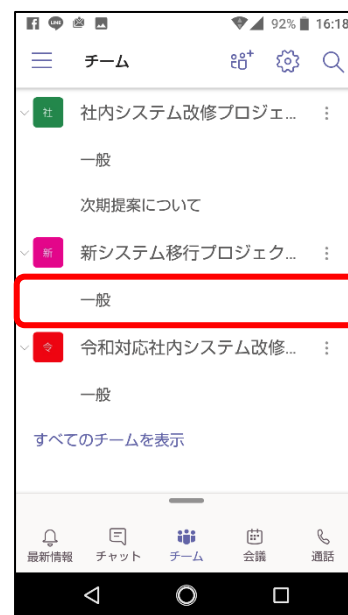 92% 16:18
チーム
社 社内システム改修プロジェ...
一般
次期提案について
新 新システム移行プロジェク...
一般
令 令和対応社内システム改修...
一般
すべてのチームを表示
最新情報 チャット チーム 会議 通話